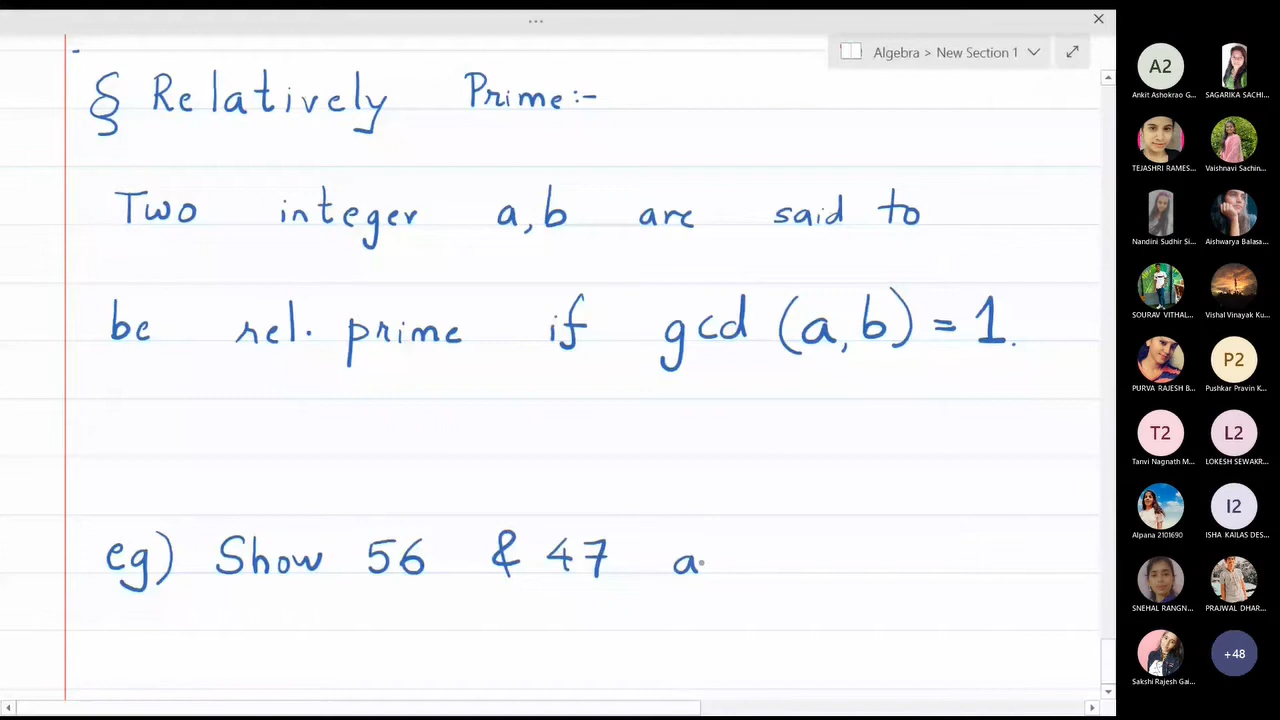 ...
Algebra > New Section 1
§ Relatively Prime:-
Two integer a,b are said to
be rel. prime if gcd (a,b) = 1.
eg) Show 56 & 47 a
A2
Ankit Ashokrao G...
SAGARIKA SACHI...
TEJASHRI RAMES...
Vaishnavi Sachin...
Nandini Sudhir Si...
Aishwarya Balasa...
SOURAV VITHAL...
Vishal Vinayak Ku...
PURVA RAJESH B...
P2
Pushkar Pravin K...
T2
Tanvi Nagnath M...
L2
LOKESH SEWAKR...
Alpana 2101690
I2
ISHA KAILAS DES...
SNEHAL RANGN...
PRAJWAL DHAR...
Sakshi Rajesh Gai...
+48